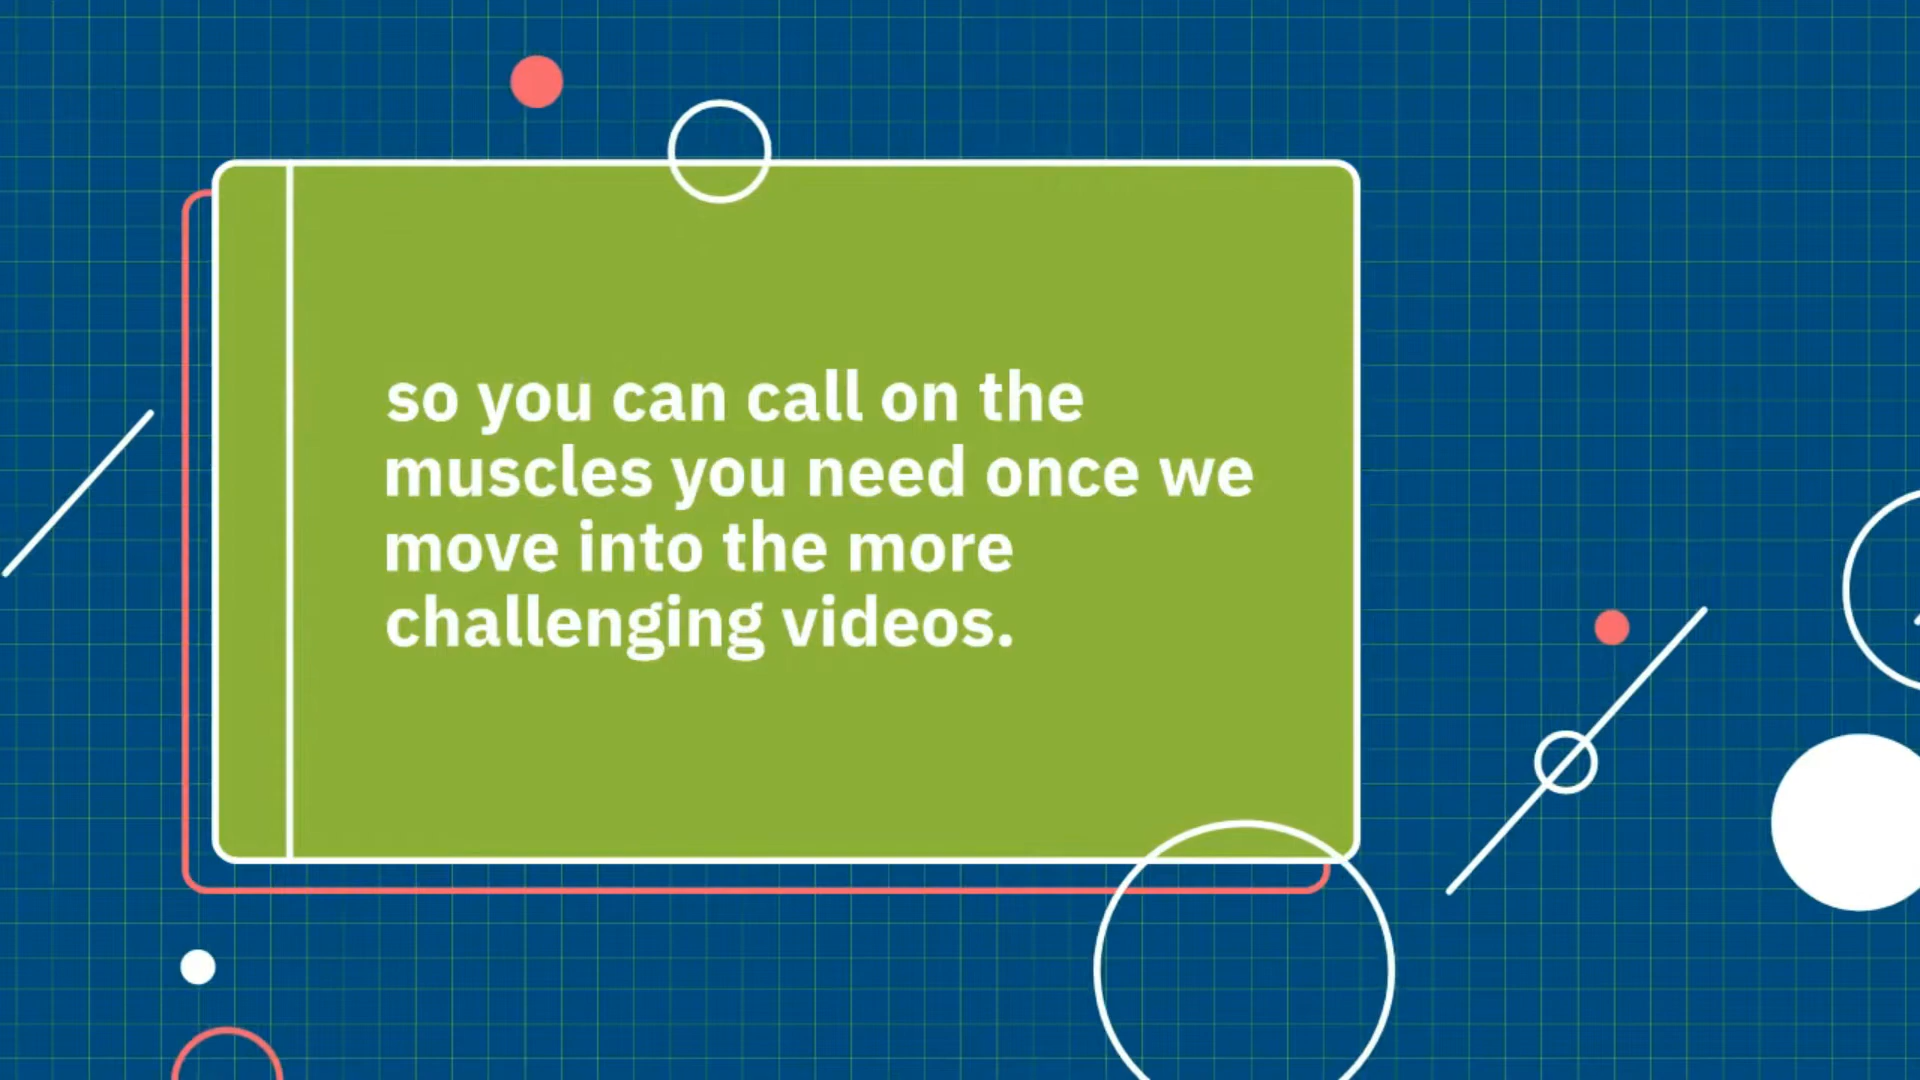 so you can call on the
muscles you need once we
move into the more
challenging videos.